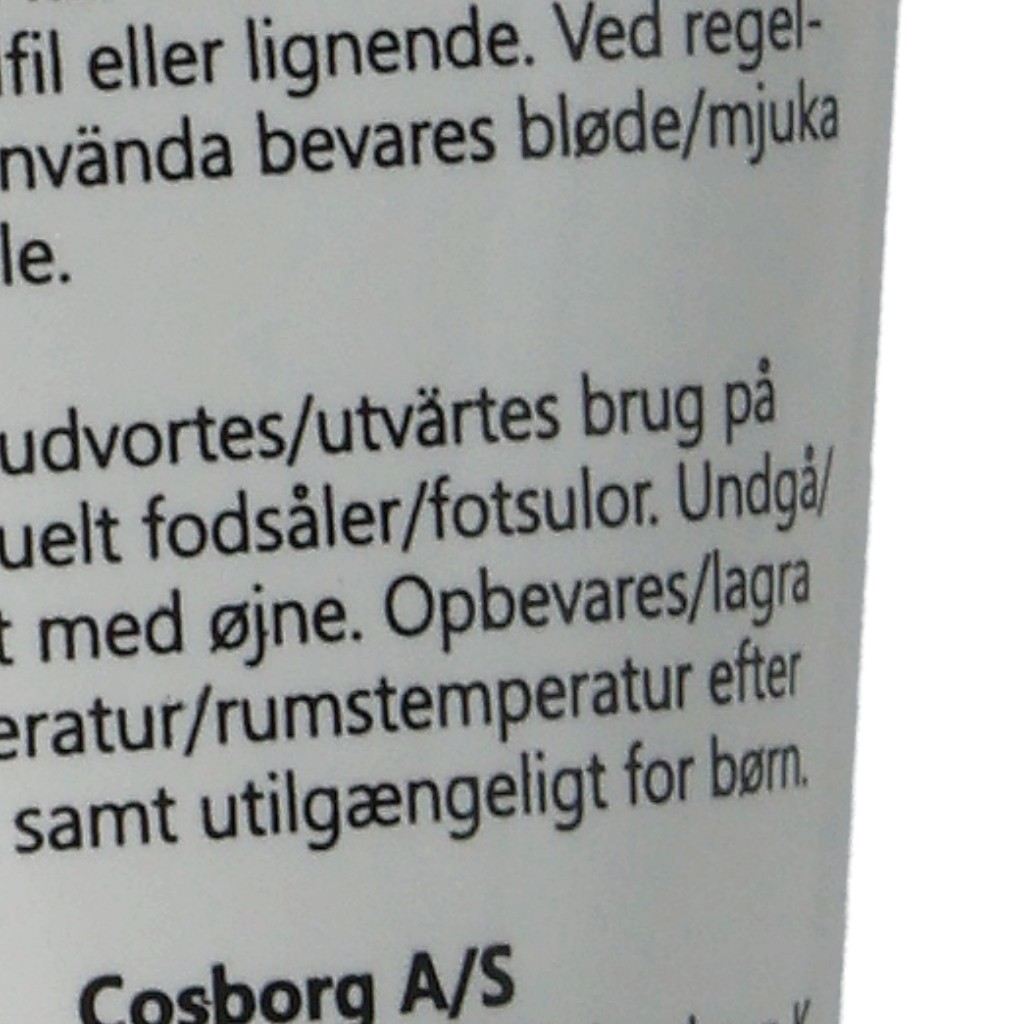 fil eller lignende. Ved regel-
nvända bevares bløde/mjuka
le.
udvortes/utvärtes brug på
uelt fodsåler/fotsulor. Undgå/
t med øjne. Opbevares/lagra
eratur/rumstemperatur efter
samt utilgængeligt for børn.
Cosborg A/S